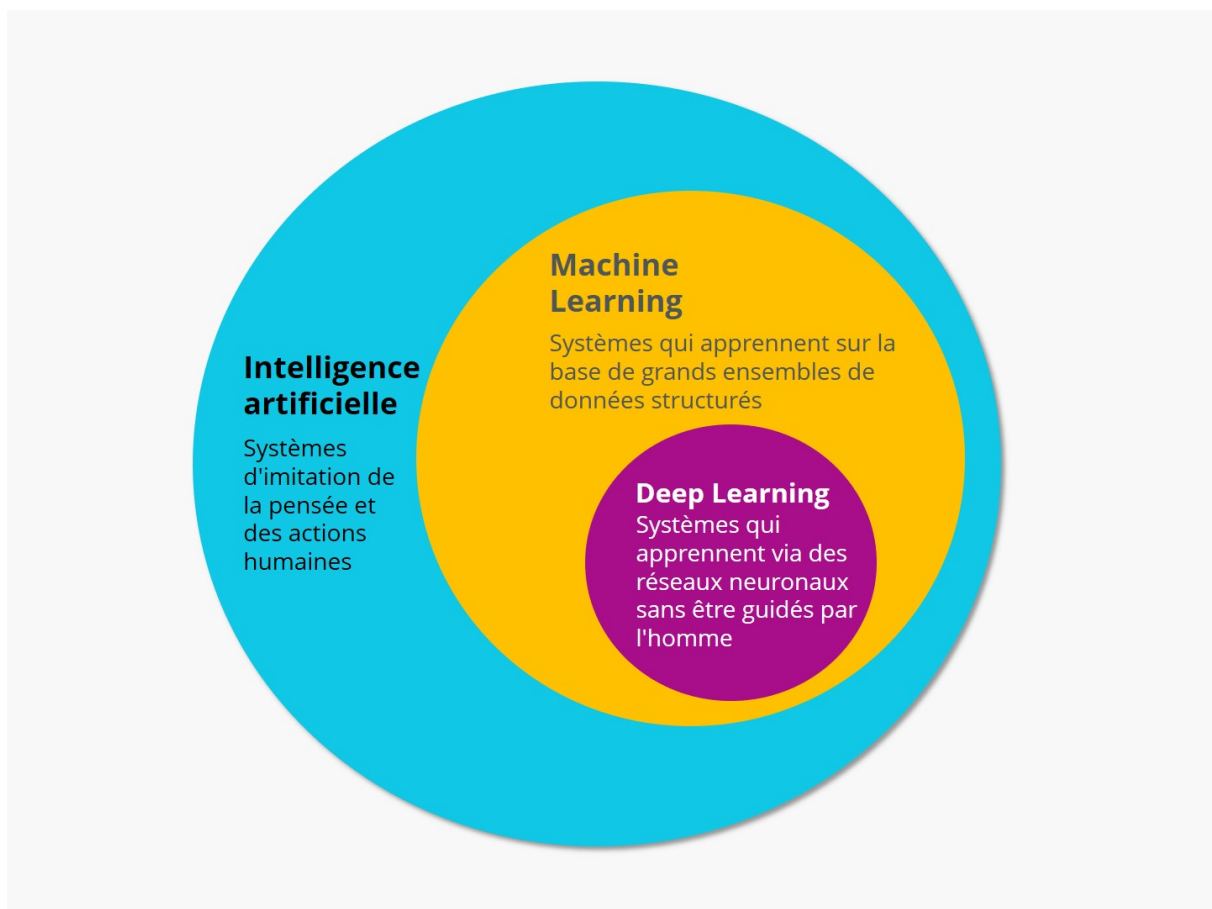 Intelligence
artificielle
Systèmes
d'imitation de
la pensée et
des actions
humaines
Machine
Learning
Systèmes qui apprennent sur la
base de grands ensembles de
données structurés
Deep Learning
Systèmes qui
apprennent via des
réseaux neuronaux
sans être guidés par
l'homme